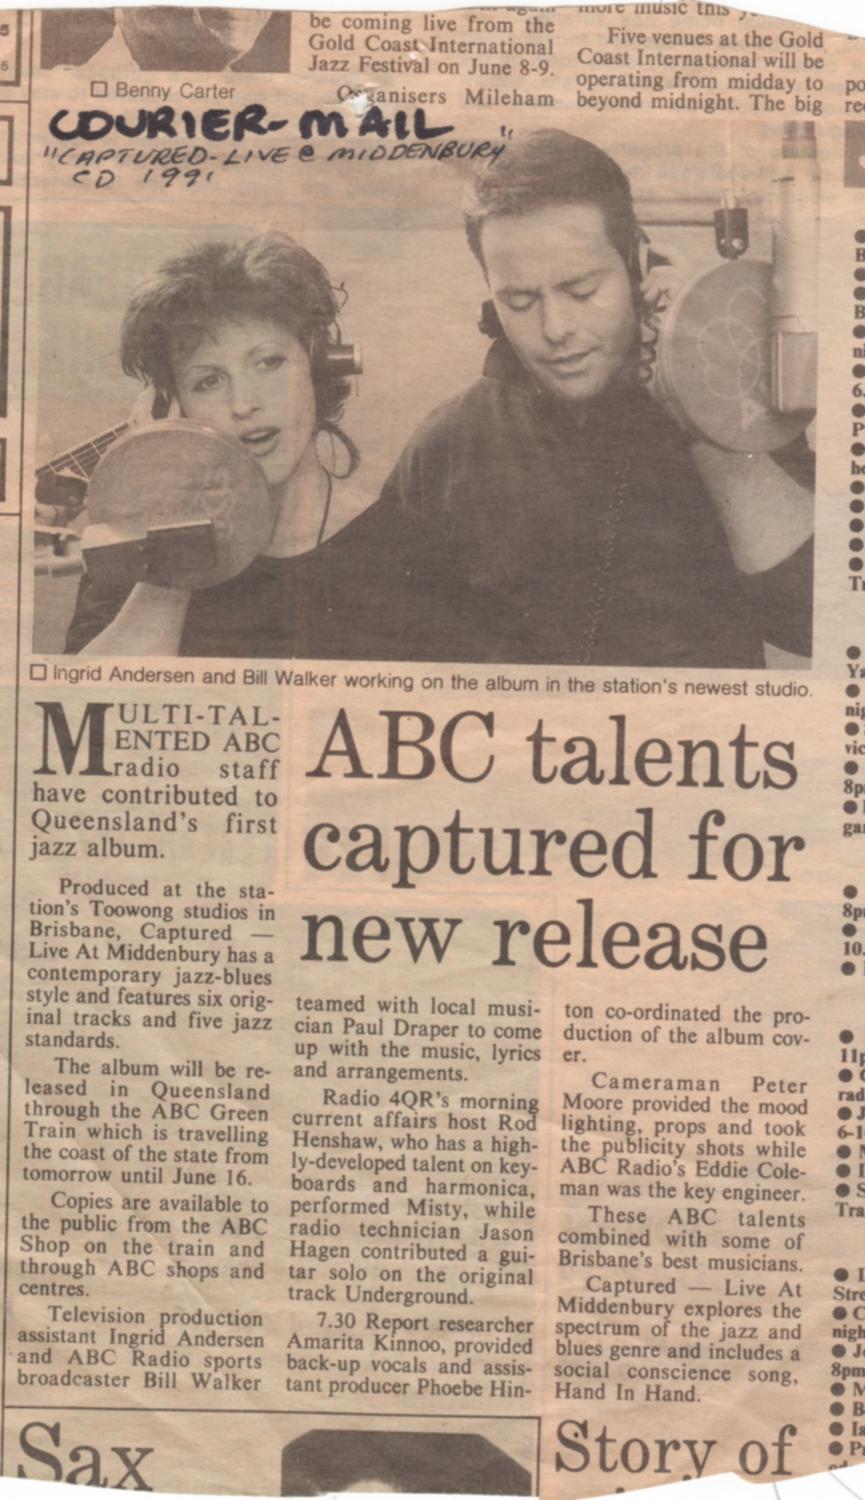 be coming live from the
Gold Coast International
Jazz Festival on June 8-9.
Organisers Mileham
more music this
Five venues at the Gold
Coast International will be
operating from midday to
beyond midnight. The big
☐ Benny Carter
COURIER-MAIL
"CAPTURED-LIVE @ MIDDENBURY"
CD 1991
☐ Ingrid Andersen and Bill Walker working on the album in the station's newest studio.
ABC talents
captured for
new release
MULTI-TAL-
ENTED ABC
radio staff
have contributed to
Queensland's first
jazz album.
Produced at the sta-
tion's Toowong studios in
Brisbane, Captured —
Live At Middenbury has a
contemporary jazz-blues
style and features six orig-
inal tracks and five jazz
standards.
The album will be re-
leased in Queensland
through the ABC Green
Train which is travelling
the coast of the state from
tomorrow until June 16.
Copies are available to
the public from the ABC
Shop on the train and
through ABC shops and
centres.
Television production
assistant Ingrid Andersen
and ABC Radio sports
broadcaster Bill Walker
teamed with local musi-
cian Paul Draper to come
up with the music, lyrics
and arrangements.
Radio 4QR's morning
current affairs host Rod
Henshaw, who has a high-
ly-developed talent on key-
boards and harmonica,
performed Misty, while
radio technician Jason
Hagen contributed a gui-
tar solo on the original
track Underground.
7.30 Report researcher
Amarita Kinnoo, provided
back-up vocals and assis-
tant producer Phoebe Hin-
ton co-ordinated the pro-
duction of the album cov-
er.
Cameraman Peter
Moore provided the mood
lighting, props and took
the publicity shots while
ABC Radio's Eddie Cole-
man was the key engineer.
These ABC talents
combined with some of
Brisbane's best musicians.
Captured — Live At
Middenbury explores the
spectrum of the jazz and
blues genre and includes a
social conscience song,
Hand In Hand.
Sax
Story of